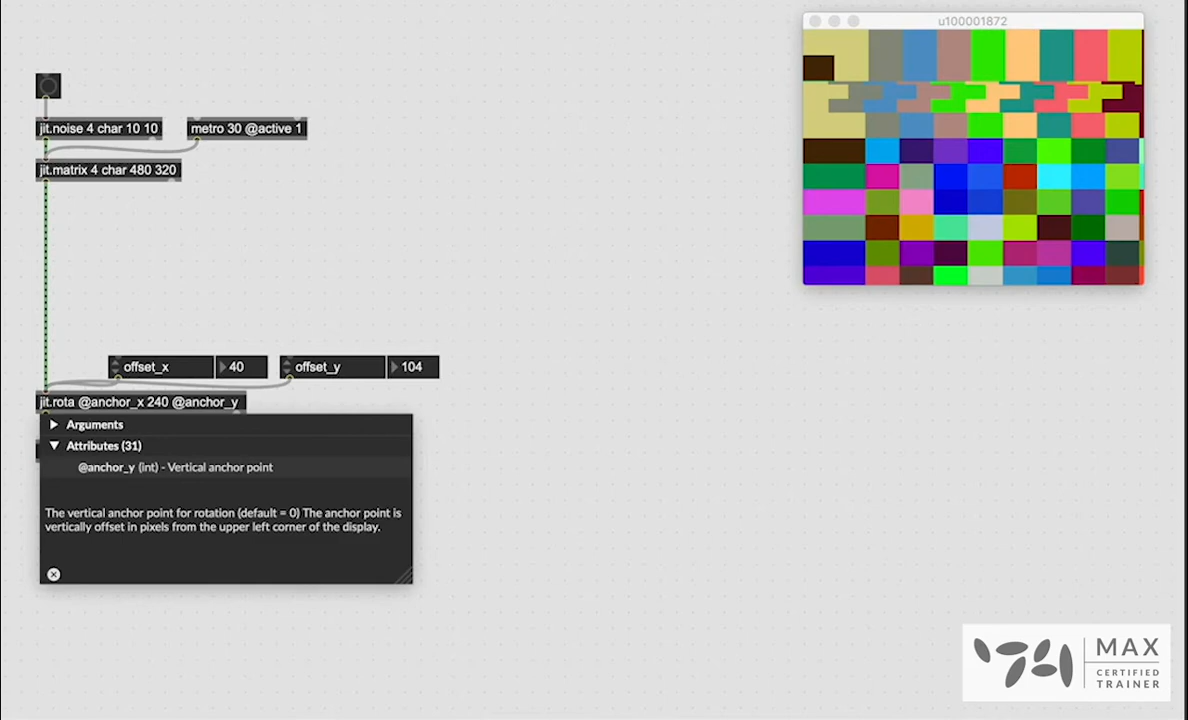 u100001872
jit.noise 4 char 10 10
metro 30 @active 1
jit.matrix 4 char 480 320
offset_x
40
offset_y
104
jit.rota @anchor_x 240 @anchor_y
Arguments
Attributes (31)
@anchor_y (int) - Vertical anchor point
The vertical anchor point for rotation (default = 0) The anchor point is
vertically offset in pixels from the upper left corner of the display.
MAX
CERTIFIED
TRAINER